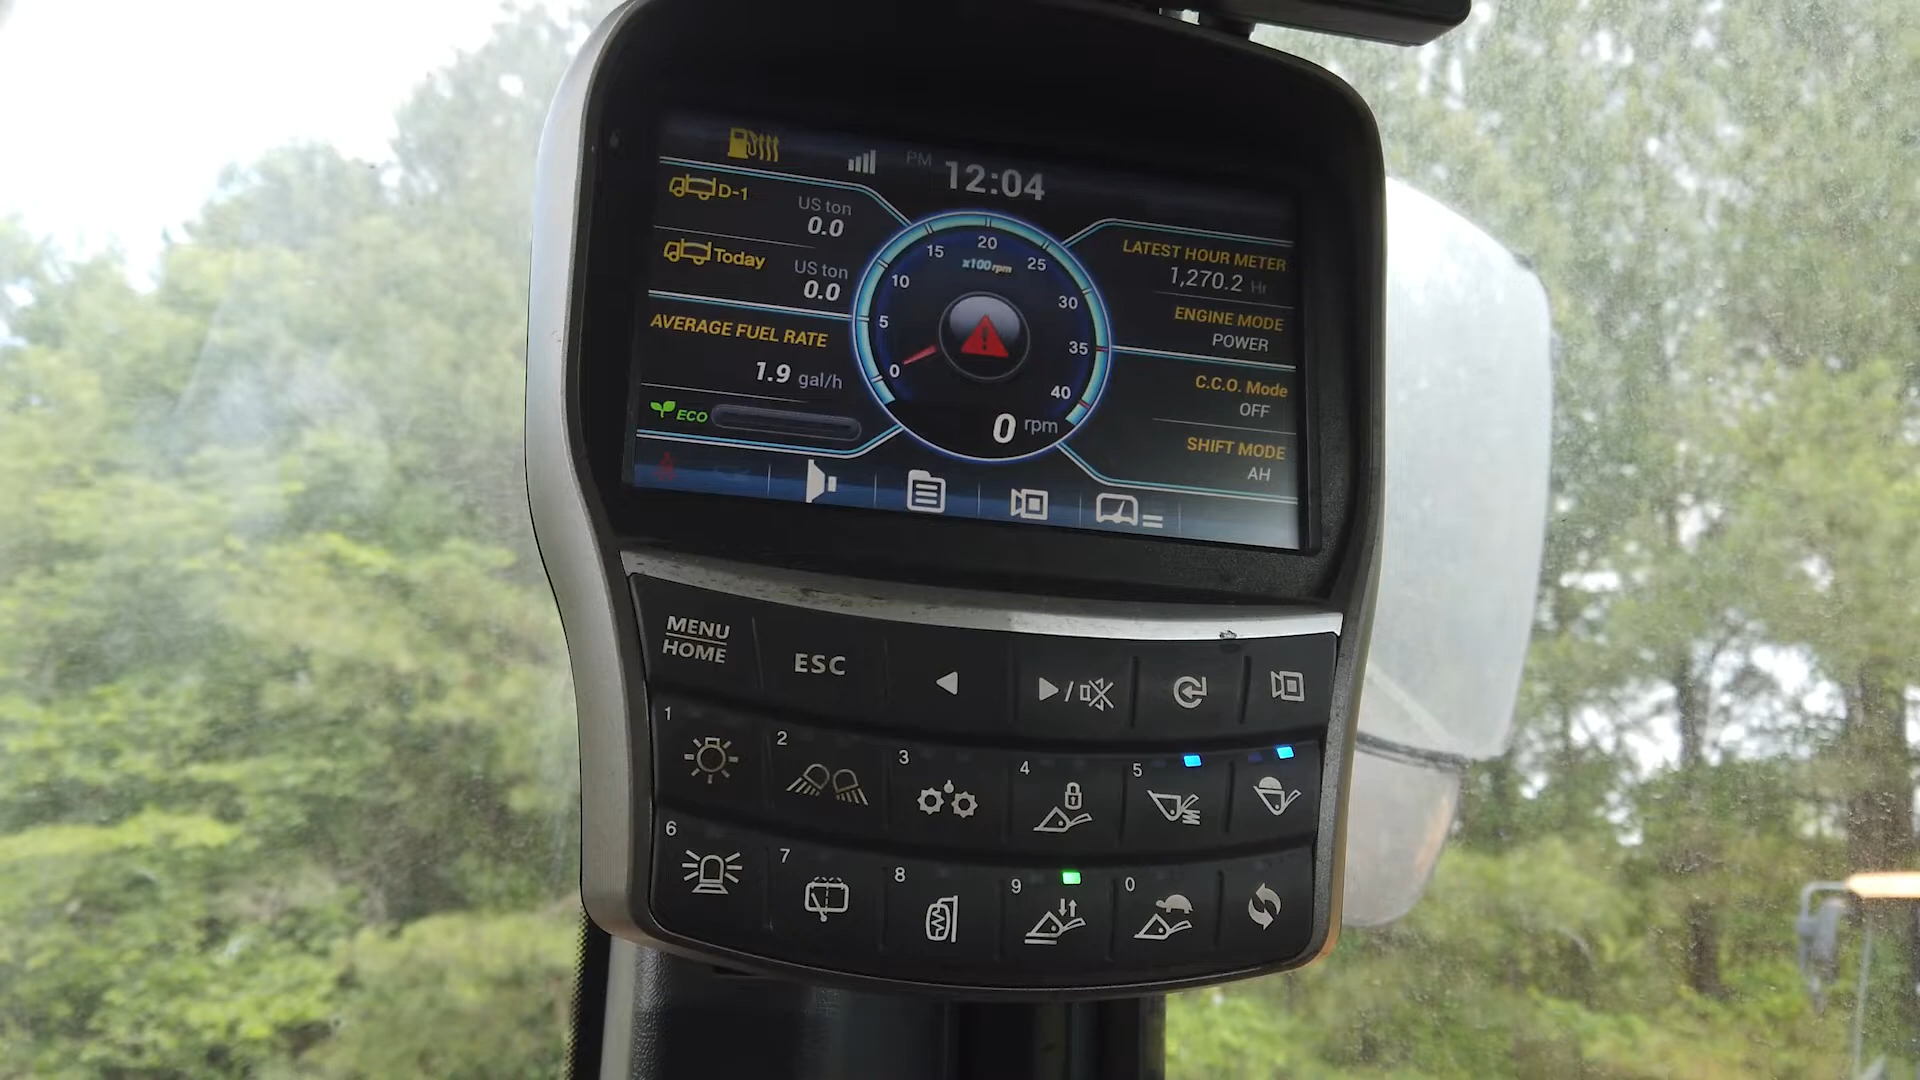 PM 12:04
D-1
US ton
0.0
Today
US ton
0.0
AVERAGE FUEL RATE
1.9 gal/h
ECO
0
5
10
15
20
25
30
35
40
x100rpm
0 rpm
LATEST HOUR METER
1,270.2 Hr
ENGINE MODE
POWER
C.C.O. Mode
OFF
SHIFT MODE
AH
MENU
HOME
ESC
1
2
3
4
5
6
7
8
9
0